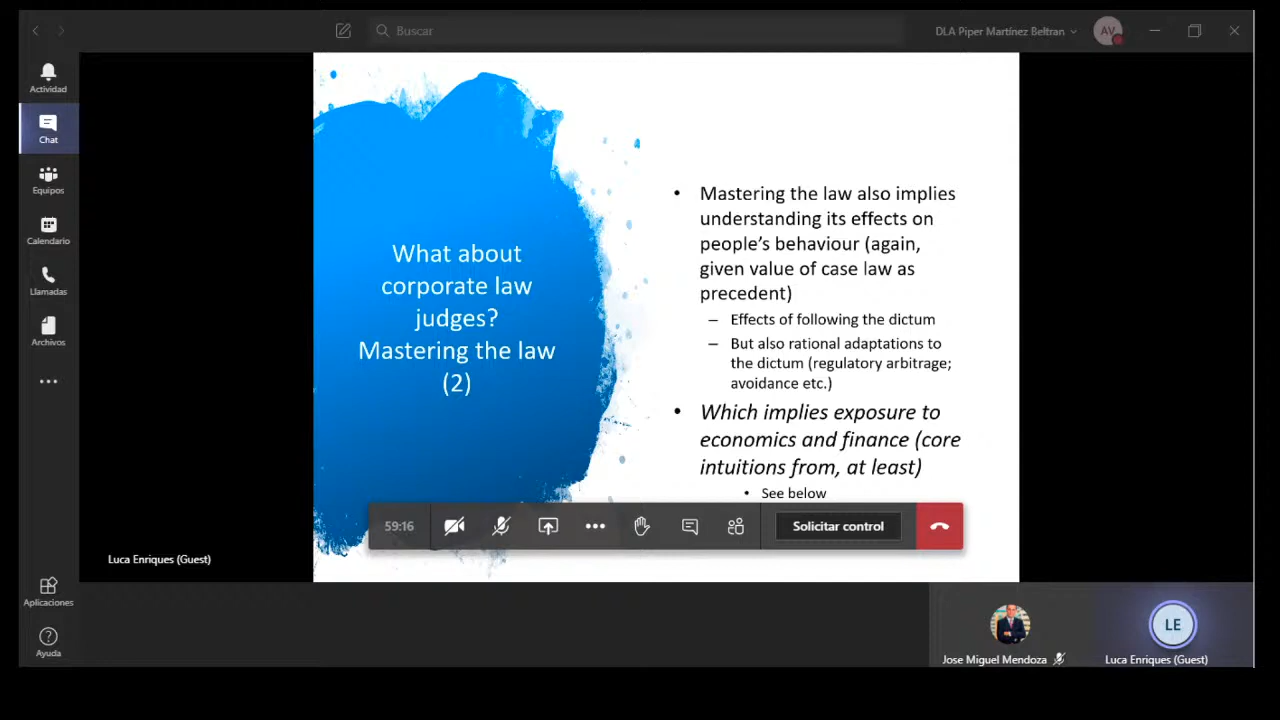 Buscar
DLA Piper Martínez Beltran
AV
Actividad
Chat
Equipos
Calendario
Llamadas
Archivos
Aplicaciones
Ayuda
What about
corporate law
judges?
Mastering the law
(2)
• Mastering the law also implies
understanding its effects on
people’s behaviour (again,
given value of case law as
precedent)
– Effects of following the dictum
– But also rational adaptations to
the dictum (regulatory arbitrage;
avoidance etc.)
• Which implies exposure to
economics and finance (core
intuitions from, at least)
• See below
59:16
Solicitar control
Luca Enriques (Guest)
Jose Miguel Mendoza
LE
Luca Enriques (Guest)